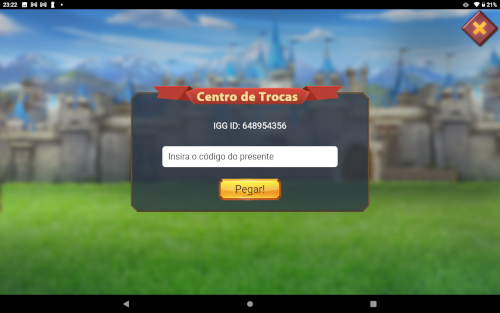 23:22
21%
Centro de Trocas
IGG ID: 648954356
Insira o código do presente
Pegar!